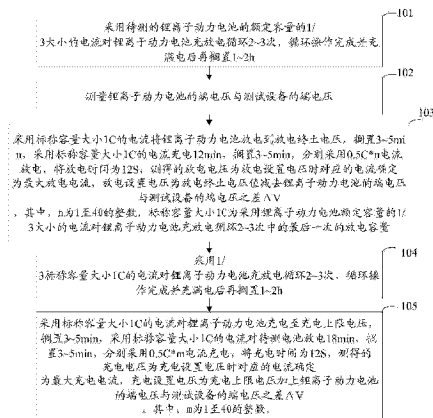 101
采用待测的锂离子动力电池的额定容量的1/
3大小的电流对锂离子动力电池充放电循环2~3次，循环操作完成并充
满电后再搁置1~2h
102
测量锂离子动力电池的端电压与测试设备的端电压
103
采用标称容量大小1C的电流将锂离子动力电池放电到放电终止电压，搁置3~5mi
n，采用标称容量大小1C的电流充电12min，搁置3~5min，分别采用0.5C*n电流
放电，将放电时间为12S，测得的放电电压为放电设置电压时对应的电流确定
为最大放电电流，放电设置电压为放电终止电压值减去锂离子动力电池的端电压
与测试设备的端电压之差ΔV
，其中，n为1至40的整数，标称容量大小1C为采用锂离子动力电池额定容量的1/
3大小的电流对锂离子动力电池充放电循环2~3次中的最后一次的放电容量
104
采用1/
3标称容量大小1C的电流对锂离子动力电池充放电循环2~3次，循环操
作完成并充满电后再搁置1~2h
105
采用标称容量大小1C的电流对锂离子动力电池充电至充电上限电压，
搁置3~5min，采用标称容量大小1C的电流对待测电池放电18min，搁
置3~5min，分别采用0.5C*m电流充电，将充电时间为12S，测得的
充电电压为充电设置电压时对应的电流确定
为最大充电电流，充电设置电压为充电上限电压加上锂离子动力电池
的端电压与测试设备的端电压之差ΔV
。其中，m为1至40的整数。